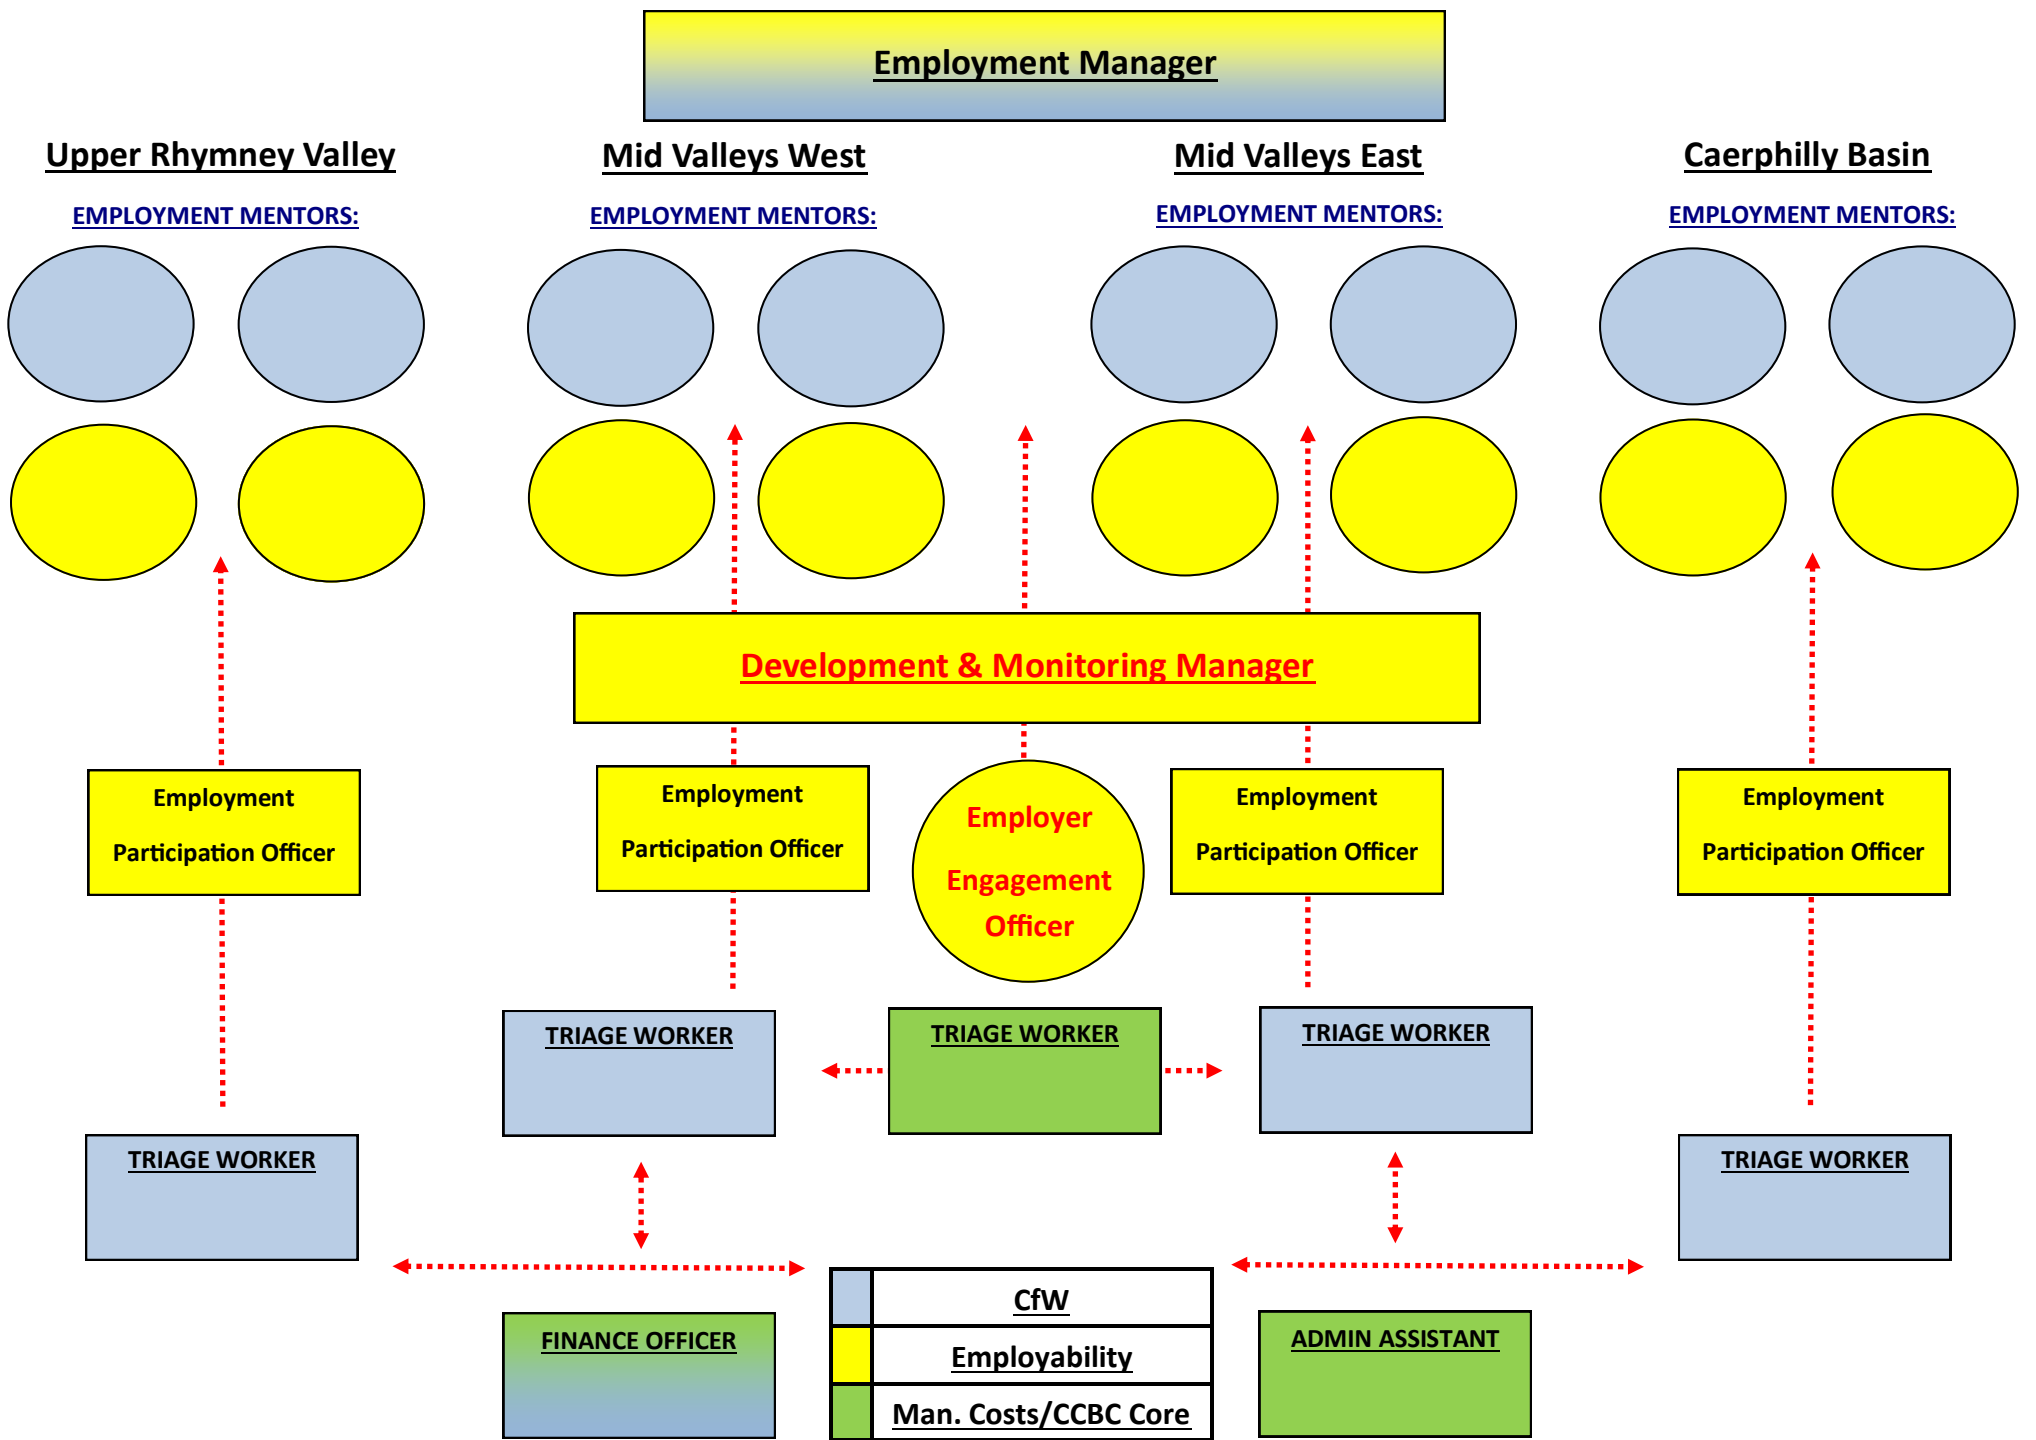 Employment Manager
Upper Rhymney Valley
Mid Valleys West
Mid Valleys East
Caerphilly Basin
EMPLOYMENT MENTORS:
EMPLOYMENT MENTORS:
EMPLOYMENT MENTORS:
EMPLOYMENT MENTORS:
Development & Monitoring Manager
Employment
Participation Officer
Employment
Participation Officer
Employer
Engagement
Officer
Employment
Participation Officer
Employment
Participation Officer
TRIAGE WORKER
TRIAGE WORKER
TRIAGE WORKER
TRIAGE WORKER
TRIAGE WORKER
FINANCE OFFICER
CfW
Employability
Man. Costs/CCBC Core
ADMIN ASSISTANT